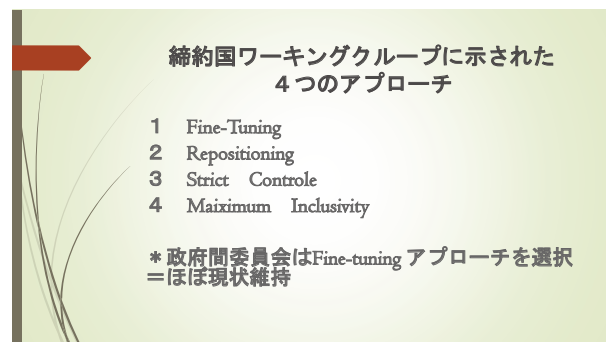 締約国ワーキンググループに示された
４つのアプローチ
１　Fine-Tuning
２　Repositioning
３　Strict　Controle
４　Maiximum　Inclusivity
＊政府間委員会はFine-tuning アプローチを選択
＝ほぼ現状維持